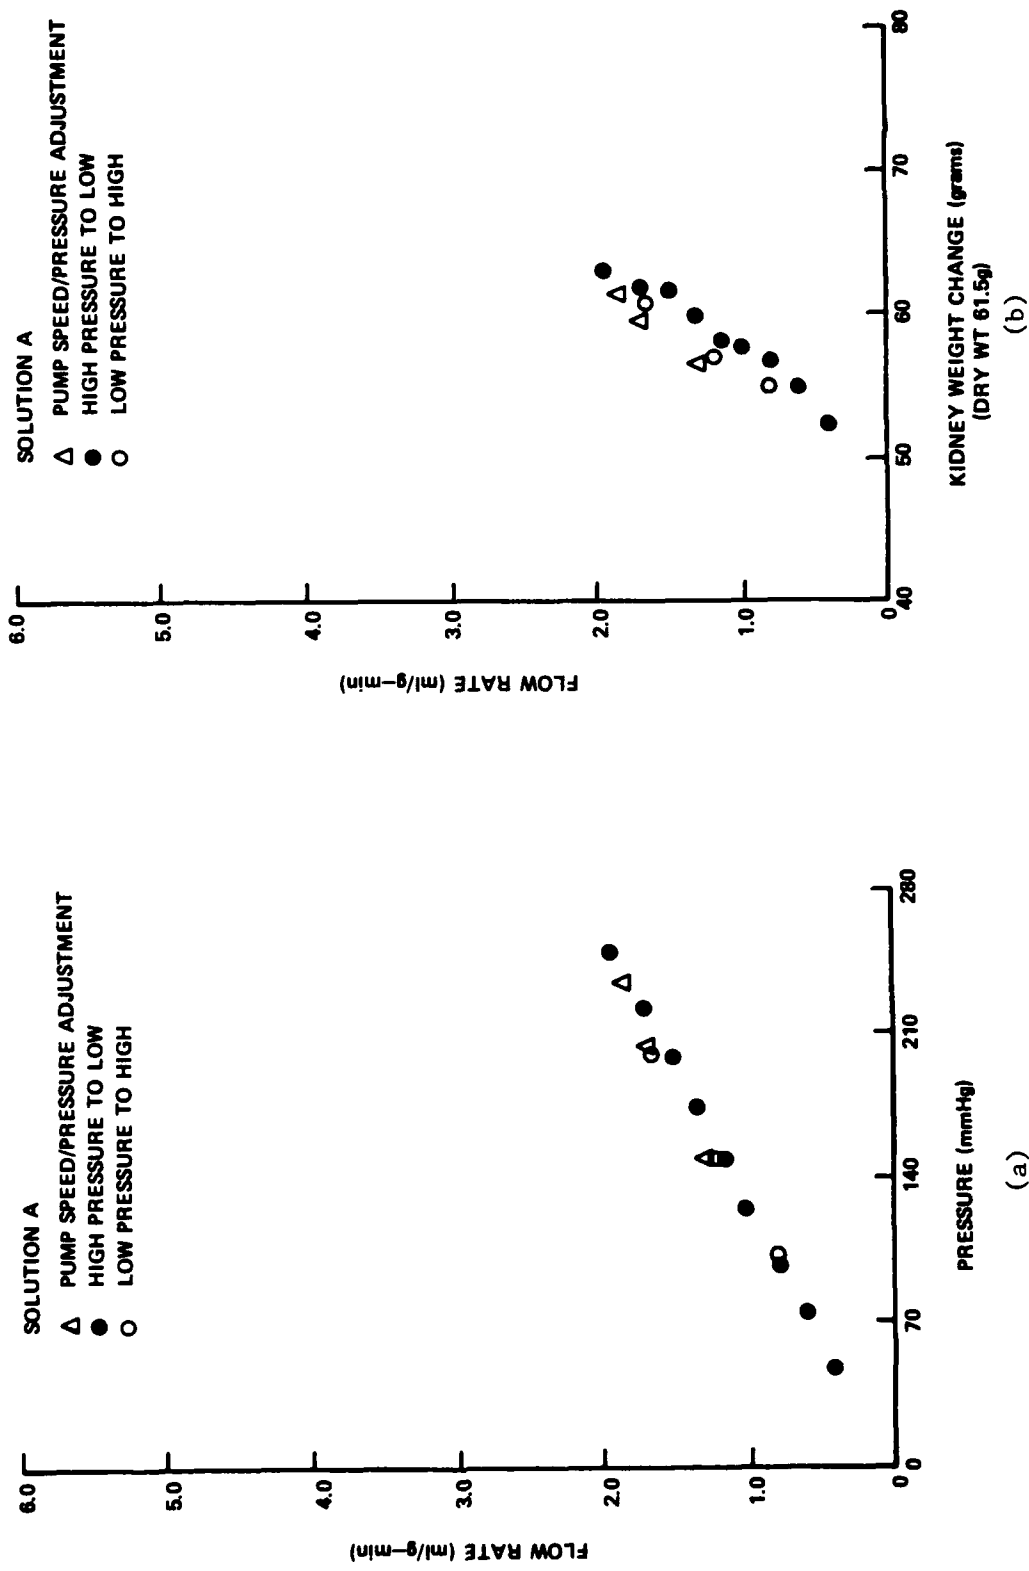 SOLUTION A
△ PUMP SPEED/PRESSURE ADJUSTMENT
● HIGH PRESSURE TO LOW
○ LOW PRESSURE TO HIGH
6.0
5.0
4.0
3.0
2.0
1.0
0
FLOW RATE (ml/g-min)
0
70
140
210
280
PRESSURE (mmHg)
(a)
SOLUTION A
△ PUMP SPEED/PRESSURE ADJUSTMENT
● HIGH PRESSURE TO LOW
○ LOW PRESSURE TO HIGH
6.0
5.0
4.0
3.0
2.0
1.0
0
FLOW RATE (ml/g-min)
40
50
60
70
80
KIDNEY WEIGHT CHANGE (grams)
(DRY WT 61.5g)
(b)